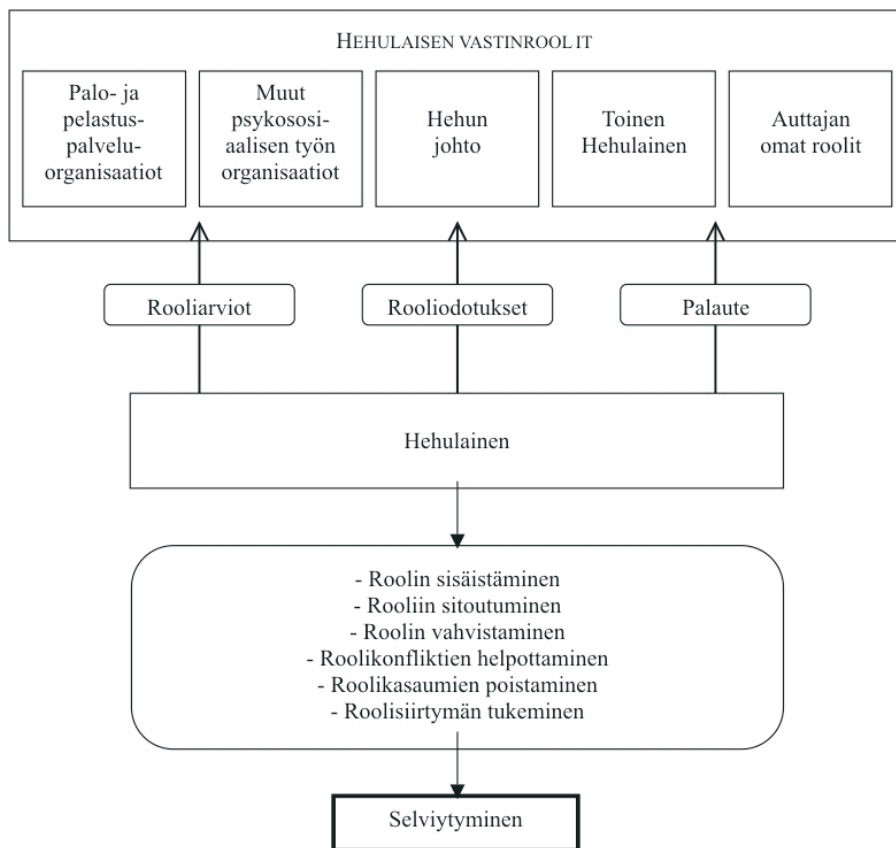 HEHULAISEN VASTINROOLIT
Palo- ja
pelastus-
palvelu-
organisaatiot
Muut
psykososi-
aalisen työn
organisaatiot
Hehun
johto
Toinen
Hehulainen
Auttajan
omat roolit
Rooliarviot
Rooliodotukset
Palaute
Hehulainen
- Roolin sisäistäminen
- Rooliin sitoutuminen
- Roolin vahvistaminen
- Roolikonfliktien helpottaminen
- Roolikasaumien poistaminen
- Roolisiirtymän tukeminen
Selviytyminen